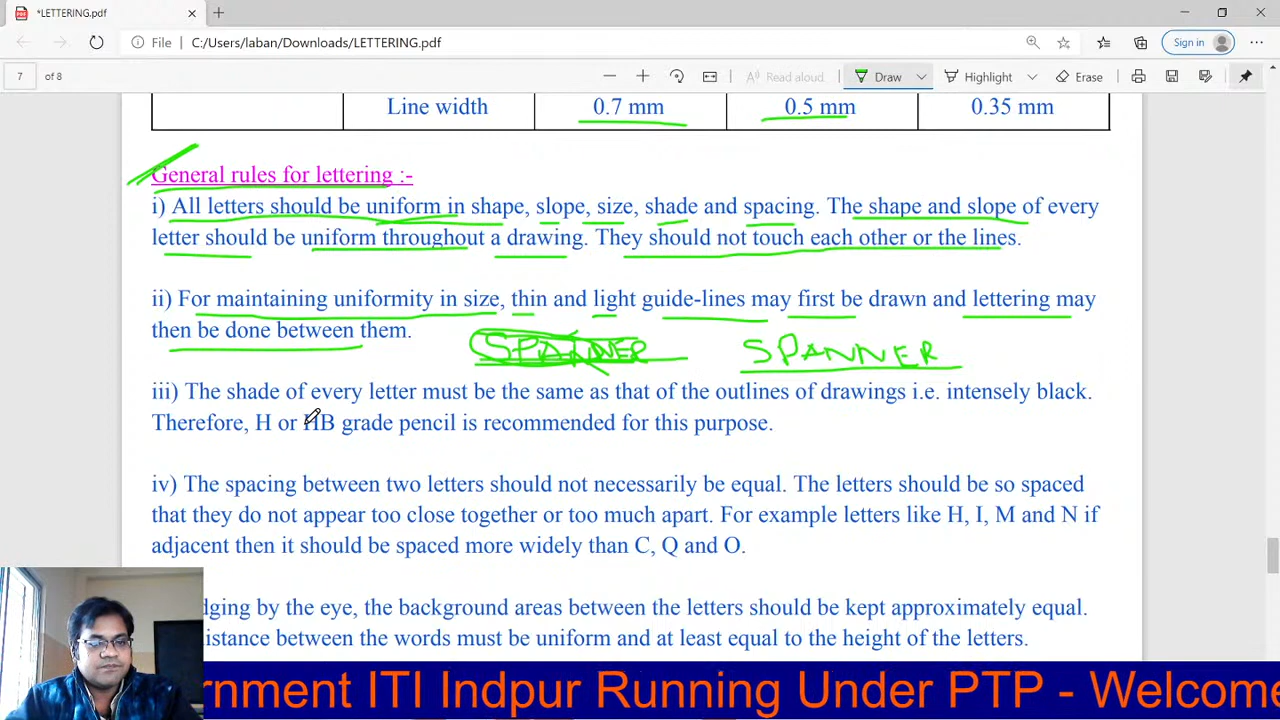 *LETTERING.pdf
File C:/Users/laban/Downloads/LETTERING.pdf
Sign in
7 of 8
Read aloud
Draw
Highlight
Erase
Line width 0.7 mm 0.5 mm 0.35 mm
General rules for lettering :-
i) All letters should be uniform in shape, slope, size, shade and spacing. The shape and slope of every
letter should be uniform throughout a drawing. They should not touch each other or the lines.
ii) For maintaining uniformity in size, thin and light guide-lines may first be drawn and lettering may
then be done between them.
SPANNER SPANNER
iii) The shade of every letter must be the same as that of the outlines of drawings i.e. intensely black.
Therefore, H or HB grade pencil is recommended for this purpose.
iv) The spacing between two letters should not necessarily be equal. The letters should be so spaced
that they do not appear too close together or too much apart. For example letters like H, I, M and N if
adjacent then it should be spaced more widely than C, Q and O.
dging by the eye, the background areas between the letters should be kept approximately equal.
istance between the words must be uniform and at least equal to the height of the letters.
rnment ITI Indpur Running Under PTP - Welcome